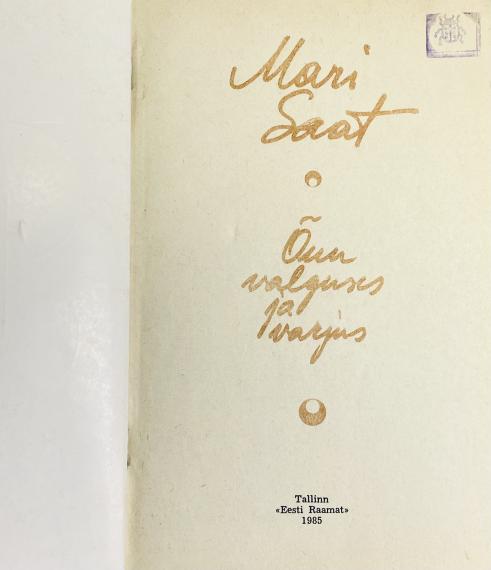 Mari
Saat
Õun
valguses
ja
varjus
Tallinn
«Eesti Raamat»
1985